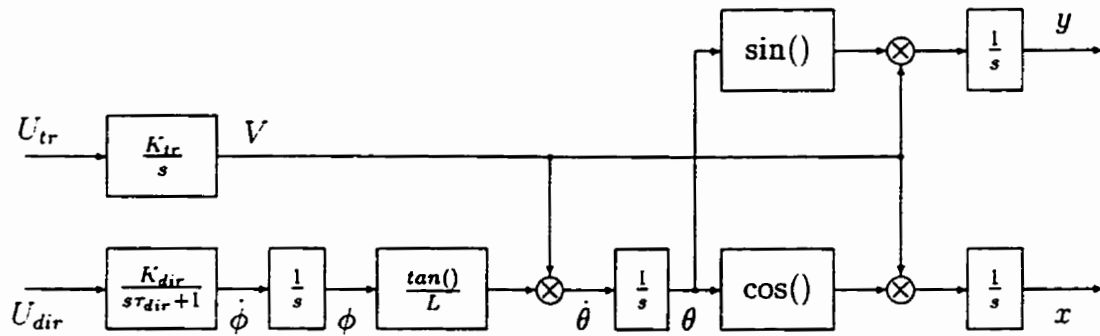 sin()
1/s
y
U_tr
K_tr/s
V
U_dir
K_dir/(sτ_dir+1)
φ̇
1/s
ϕ
tan()/L
θ̇
1/s
θ
cos()
1/s
x